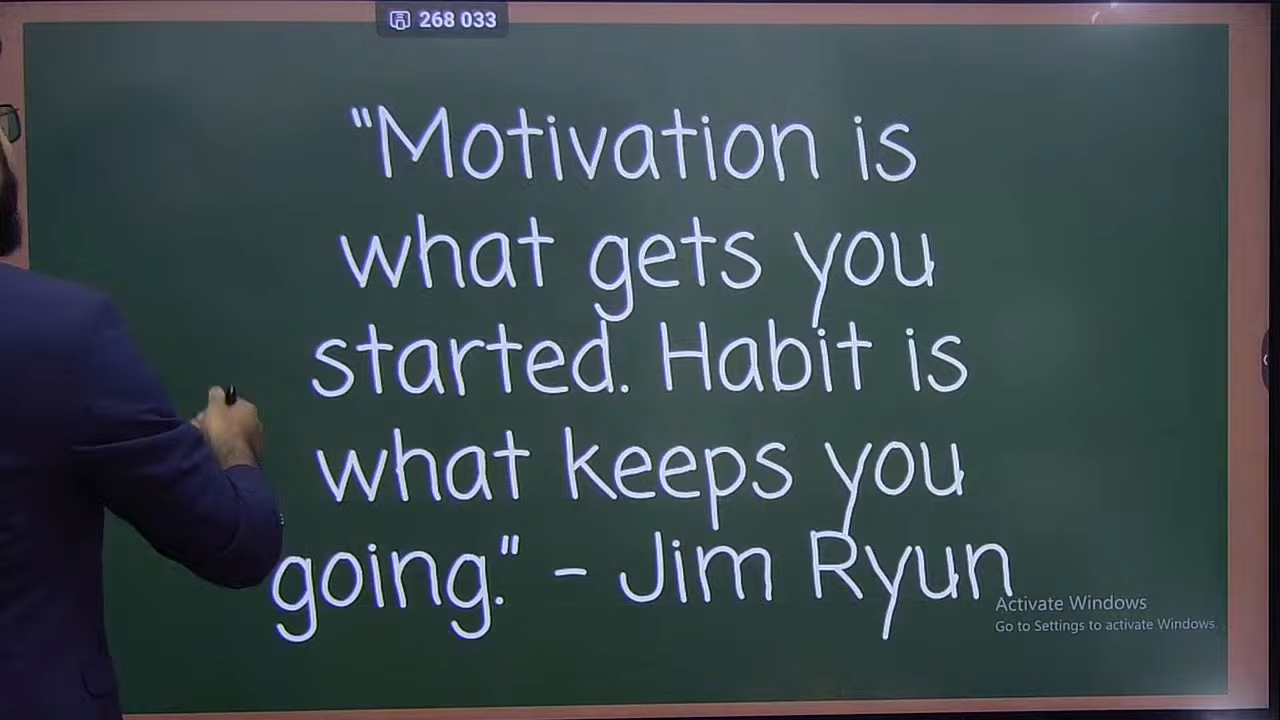 268 033
"Motivation is
what gets you
started. Habit is
what keeps you
going." - Jim Ryun
Activate Windows
Go to Settings to activate Windows.